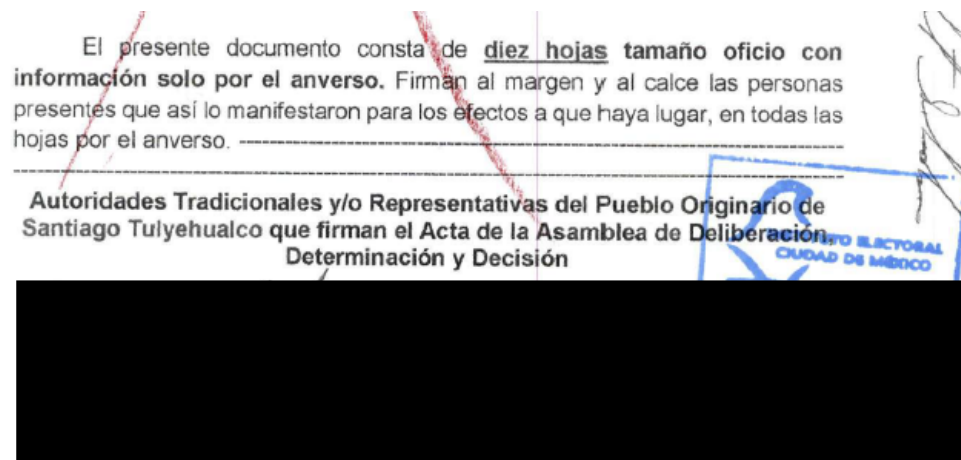 El presente documento consta de diez hojas tamaño oficio con
información solo por el anverso. Firman al margen y al calce las personas
presentes que así lo manifestaron para los efectos a que haya lugar, en todas las
hojas por el anverso. ---
Autoridades Tradicionales y/o Representativas del Pueblo Originario de
Santiago Tulyehualco que firman el Acta de la Asamblea de Deliberación,
Determinación y Decisión
ELECTORAL
CIUDAD DE MÉXICO